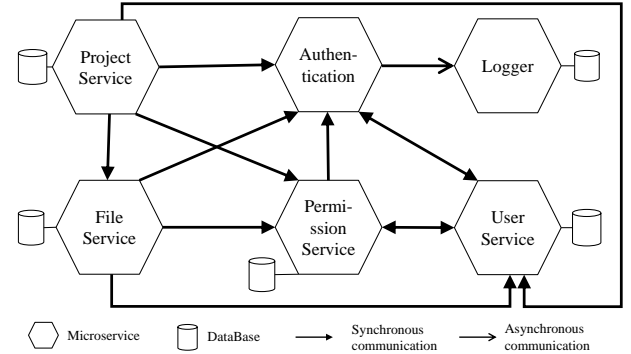 Project
Service
Authen-
tication
Logger
File
Service
Permi-
ssion
Service
User
Service
Microservice
DataBase
Synchronous
communication
Asynchronous
communication